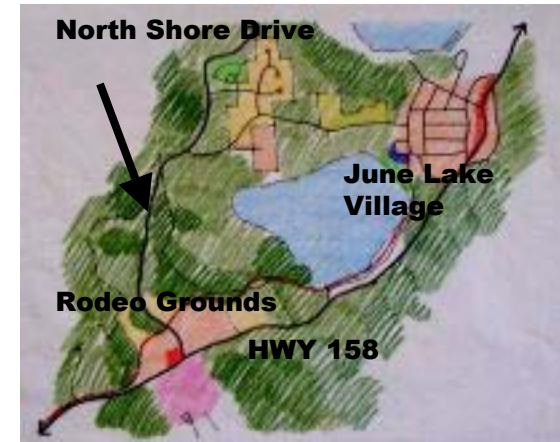 North Shore Drive
June Lake
Village
Rodeo Grounds
HWY 158